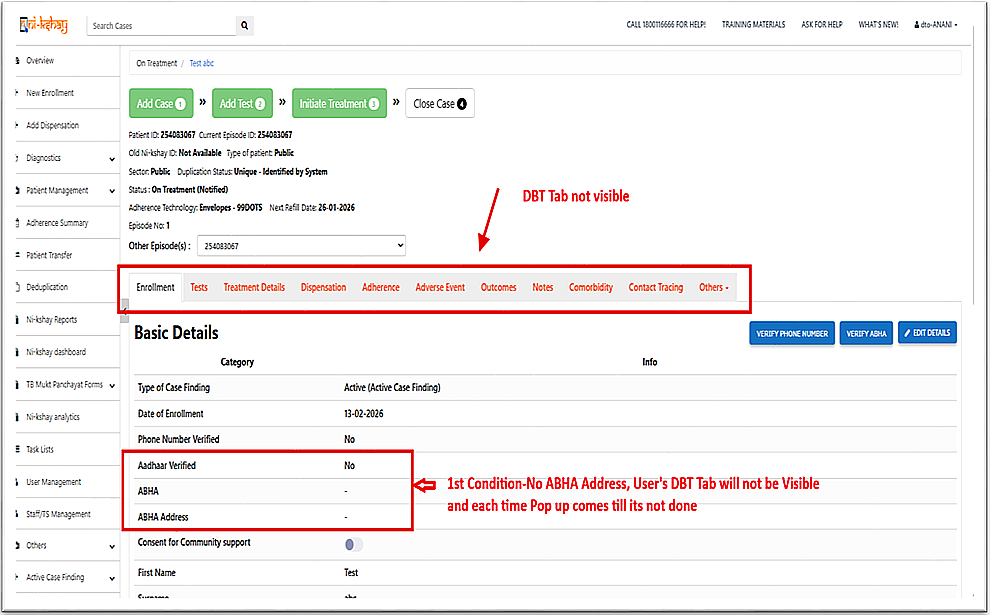 Ni-kshay
Search Cases
CALL 1800116666 FOR HELP!
TRAINING MATERIALS
ASK FOR HELP
WHAT'S NEW!
dto-ANANI
Overview
New Enrollment
Add Dispensation
Diagnostics
Patient Management
Adherence Summary
Patient Transfer
Deduplication
Ni-kshay Reports
Ni-kshay dashboard
TB Mukt Panchayat Forms
Ni-kshay analytics
Task Lists
User Management
Staff/TS Management
Others
Active Case Finding
On Treatment / Test abc
Add Case 1 » Add Test 2 » Initiate Treatment 3 » Close Case 4
Patient ID: 254083067 Current Episode ID: 254083067
Old Ni-kshay ID: Not Available Type of patient: Public
Sector: Public Duplication Status: Unique - Identified by System
Status : On Treatment (Notified)
Adherence Technology: Envelopes - 99DOTS Next Refill Date: 26-01-2026
Episode No: 1
Other Episode(s) : 254083067
DBT Tab not visible
Enrollment Tests Treatment Details Dispensation Adherence Adverse Event Outcomes Notes Comorbidity Contact Tracing Others
Basic Details
VERIFY PHONE NUMBER
VERIFY ABHA
EDIT DETAILS
Category Info
Type of Case Finding Active (Active Case Finding)
Date of Enrollment 13-02-2026
Phone Number Verified No
Aadhaar Verified No
ABHA -
ABHA Address -
1st Condition-No ABHA Address, User's DBT Tab will not be Visible
and each time Pop up comes till its not done
Consent for Community support
First Name Test
Surname abc